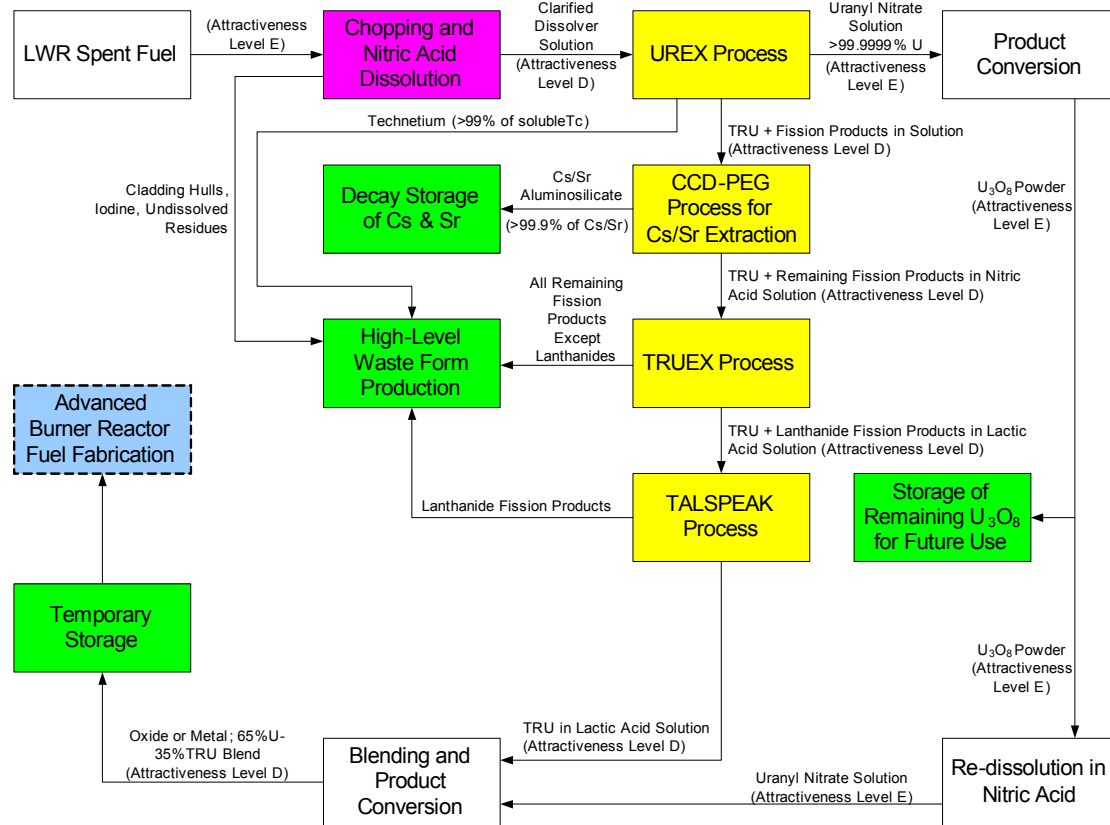 LWR Spent Fuel
(Attractiveness
Level E)
Chopping and
Nitric Acid
Dissolution
Clarified
Dissolver
Solution
(Attractiveness
Level D)
UREX Process
Uranyl Nitrate
Solution
>99.9999% U
(Attractiveness
Level E)
Product
Conversion
Technetium (>99% of solubleTc)
TRU + Fission Products in Solution
(Attractiveness Level D)
Cladding Hulls,
Iodine, Undissolved
Residues
Decay Storage
of Cs & Sr
Cs/Sr
Aluminosilicate
(>99.9% of Cs/Sr)
CCD-PEG
Process for
Cs/Sr Extraction
U3O8 Powder
(Attractiveness
Level E)
TRU + Remaining Fission Products in Nitric
Acid Solution (Attractiveness Level D)
High-Level
Waste Form
Production
All Remaining
Fission
Products
Except
Lanthanides
TRUEX Process
Advanced
Burner Reactor
Fuel Fabrication
TRU + Lanthanide Fission Products in Lactic
Acid Solution (Attractiveness Level D)
Lanthanide Fission Products
TALSPEAK
Process
Storage of
Remaining U3O8
for Future Use
Temporary
Storage
U3O8 Powder
(Attractiveness
Level E)
Oxide or Metal; 65%U-
35%TRU Blend
(Attractiveness Level D)
Blending and
Product
Conversion
TRU in Lactic Acid Solution
(Attractiveness Level D)
Uranyl Nitrate Solution
(Attractiveness Level E)
Re-dissolution in
Nitric Acid